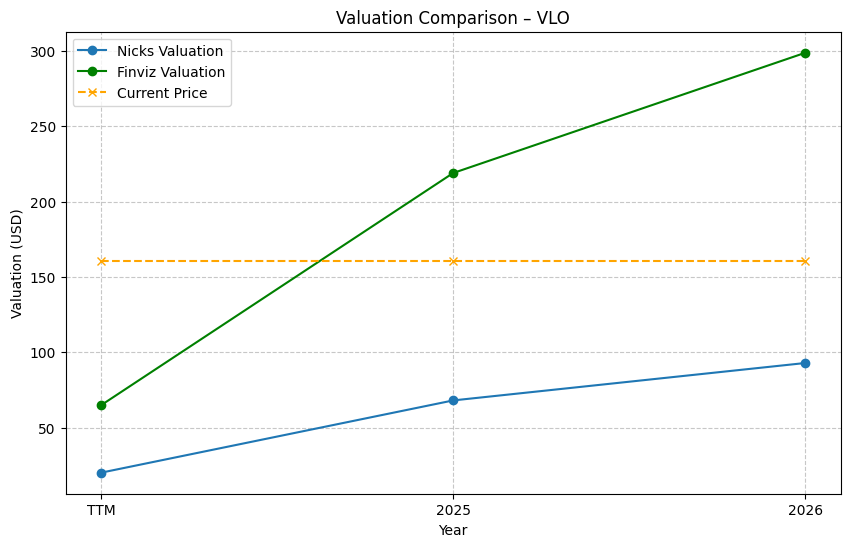 Valuation Comparison – VLO
Nicks Valuation
Finviz Valuation
Current Price
Valuation (USD)
300
250
200
150
100
50
TTM
2025
2026
Year